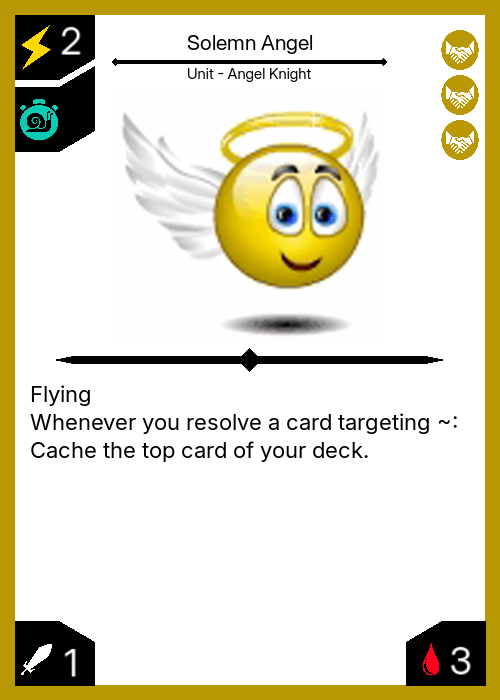 2
Solemn Angel
Unit - Angel Knight
Flying
Whenever you resolve a card targeting ~:
Cache the top card of your deck.
1
3